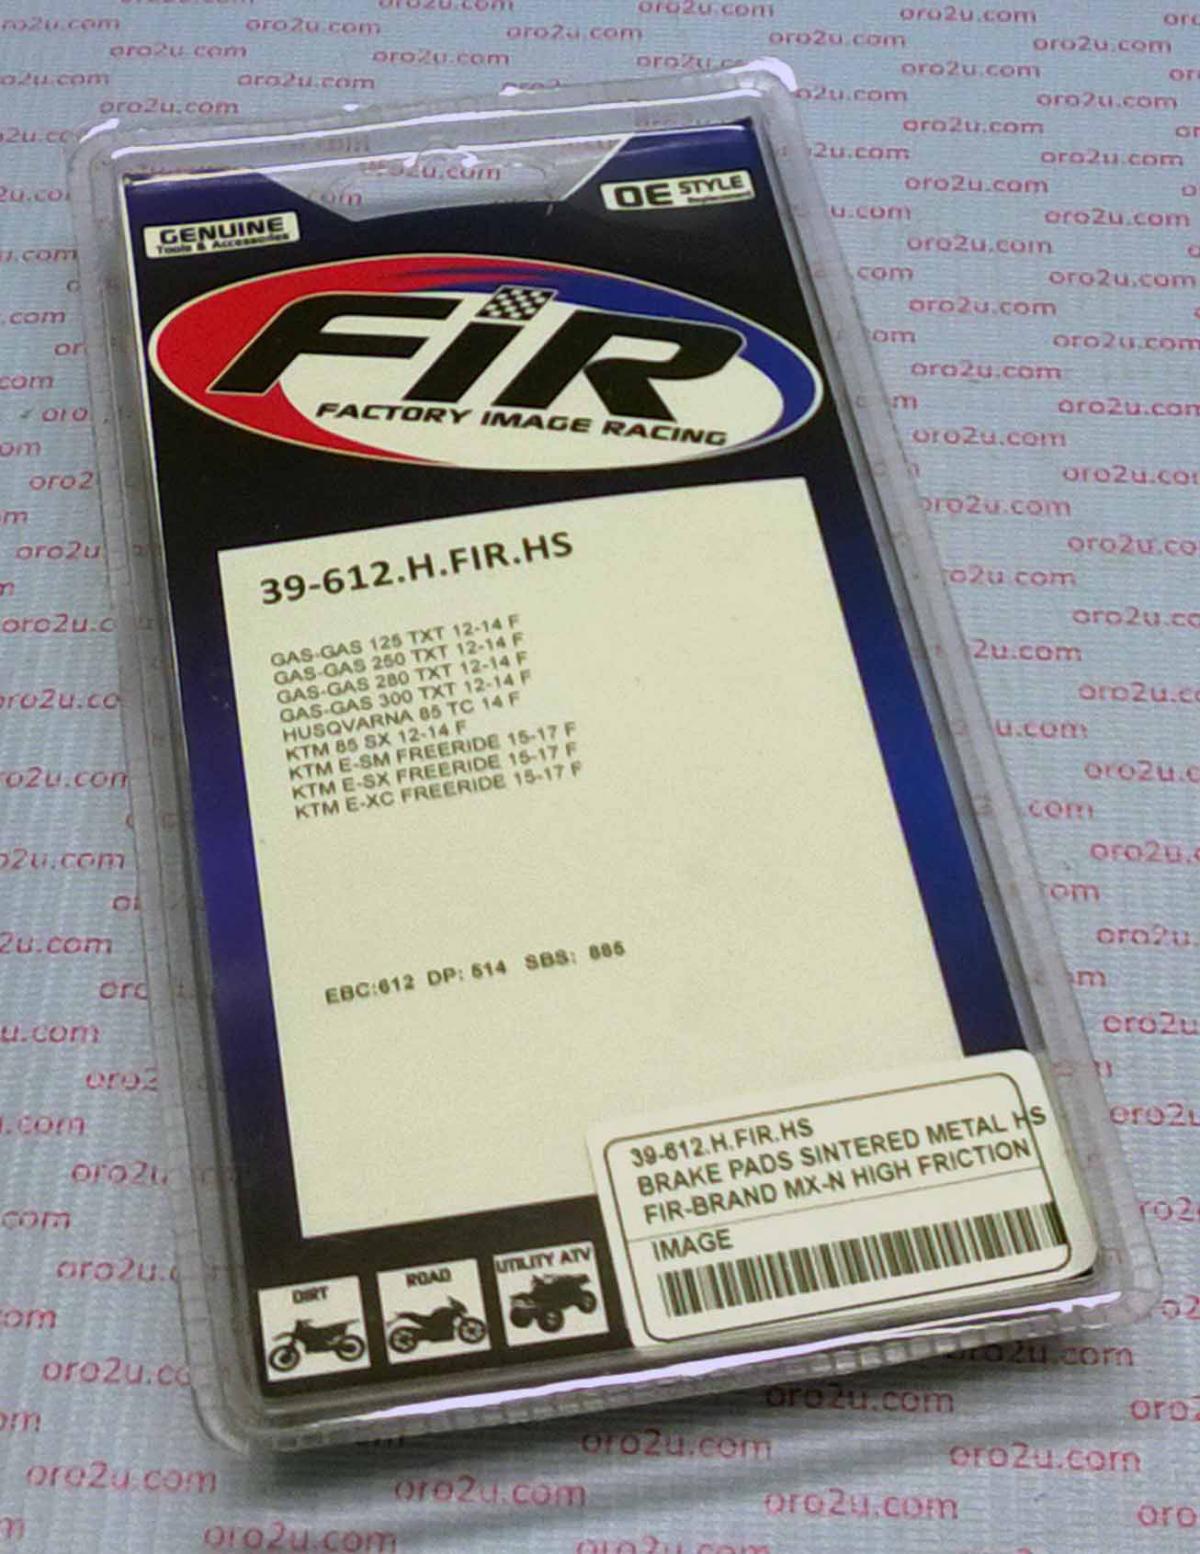 GENUINE
Tools & Accessories
OE STYLE
Replacement
FiR
FACTORY IMAGE RACING
39-612.H.FIR.HS
GAS-GAS 125 TXT 12-14 F
GAS-GAS 250 TXT 12-14 F
GAS-GAS 280 TXT 12-14 F
GAS-GAS 300 TXT 12-14 F
HUSQVARNA 85 TC 14 F
KTM 85 SX 12-14 F
KTM E-SM FREERIDE 15-17 F
KTM E-SX FREERIDE 15-17 F
KTM E-XC FREERIDE 15-17 F
EBC:612 DP: 514 SBS: 885
39-612.H.FIR.HS
BRAKE PADS SINTERED METAL HS
FIR-BRAND MX-N HIGH FRICTION
IMAGE
DIRT
ROAD
UTILITY ATV
oro2u.com